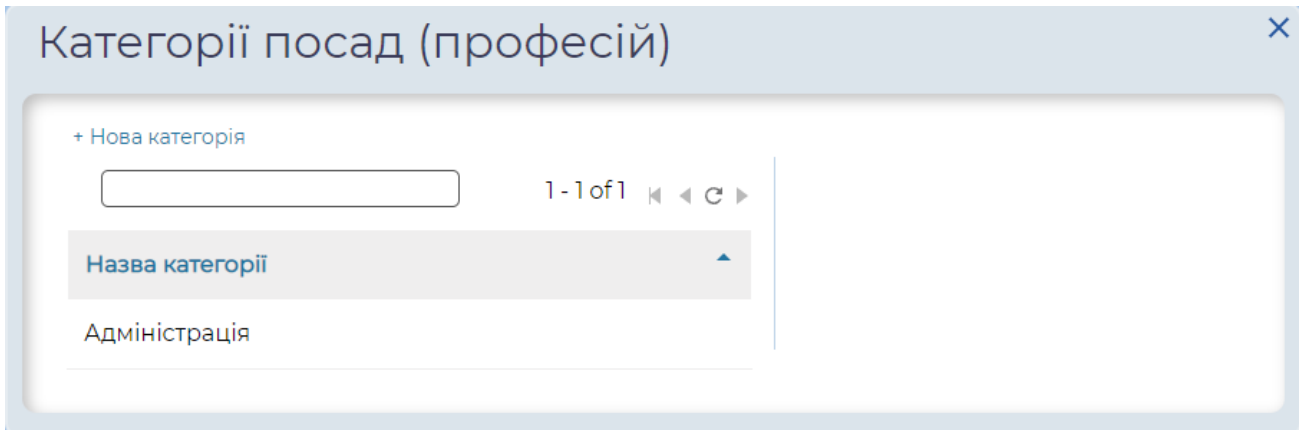 Категорії посад (професій)
+ Нова категорія
1 - 1 of 1
Назва категорії
Адміністрація